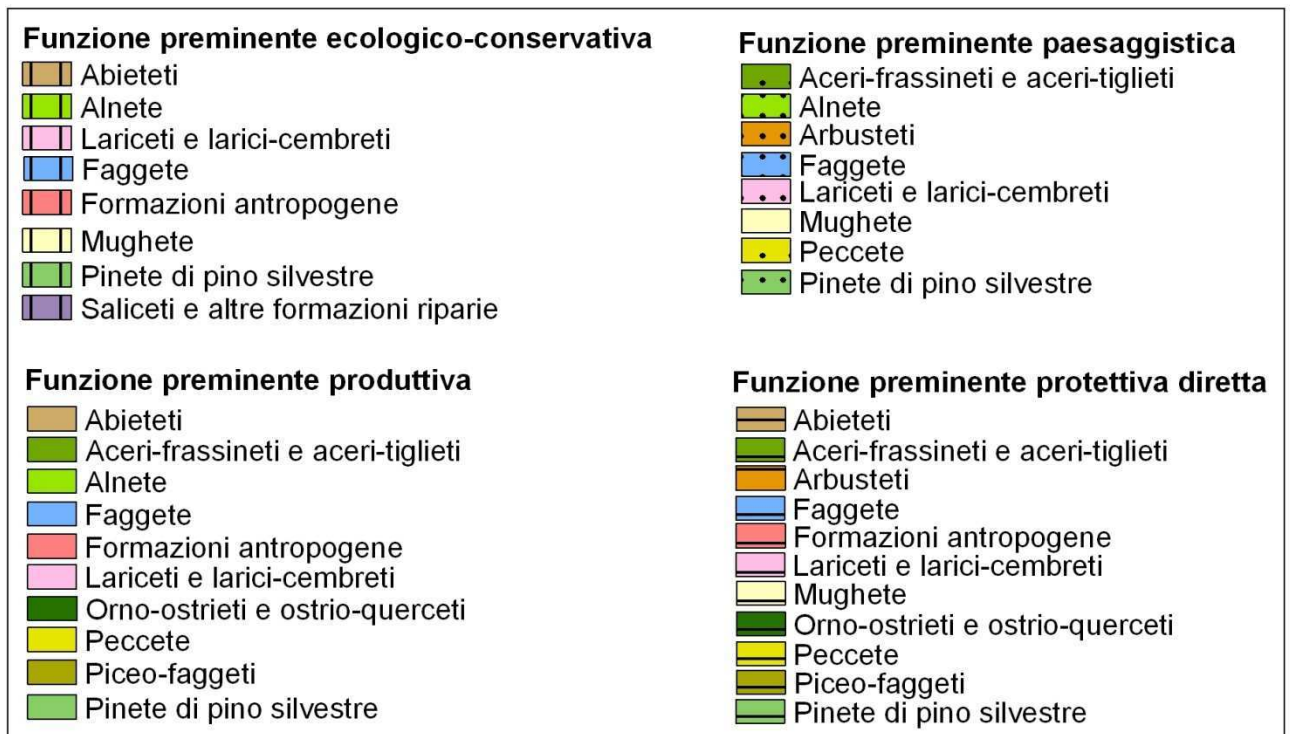 Funzione preminente ecologico-conservativa
Abieteti
Alnete
Lariceti e larici-cembreti
Faggete
Formazioni antropogene
Mughete
Pinete di pino silvestre
Saliceti e altre formazioni riparie
Funzione preminente paesaggistica
Aceri-frassineti e aceri-tiglieti
Alnete
Arbusteti
Faggete
Lariceti e larici-cembreti
Mughete
Peccete
Pinete di pino silvestre
Funzione preminente produttiva
Abieteti
Aceri-frassineti e aceri-tiglieti
Alnete
Faggete
Formazioni antropogene
Lariceti e larici-cembreti
Orno-ostrieti e ostrio-querceti
Peccete
Piceo-faggeti
Pinete di pino silvestre
Funzione preminente protettiva diretta
Abieteti
Aceri-frassineti e aceri-tiglieti
Arbusteti
Faggete
Formazioni antropogene
Lariceti e larici-cembreti
Mughete
Orno-ostrieti e ostrio-querceti
Peccete
Piceo-faggeti
Pinete di pino silvestre